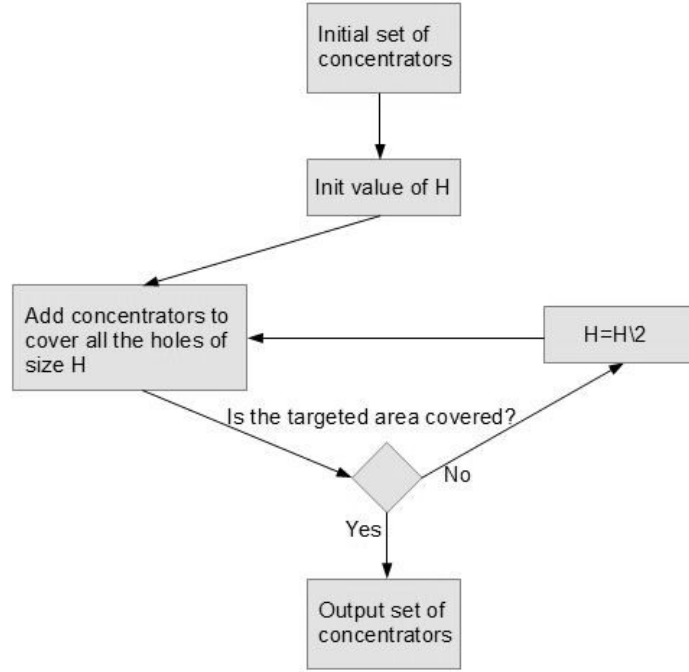 Initial set of
concentrators
Init value of H
Add concentrators to
cover all the holes of
size H
H=H\2
Is the targeted area covered?
No
Yes
Output set of
concentrators